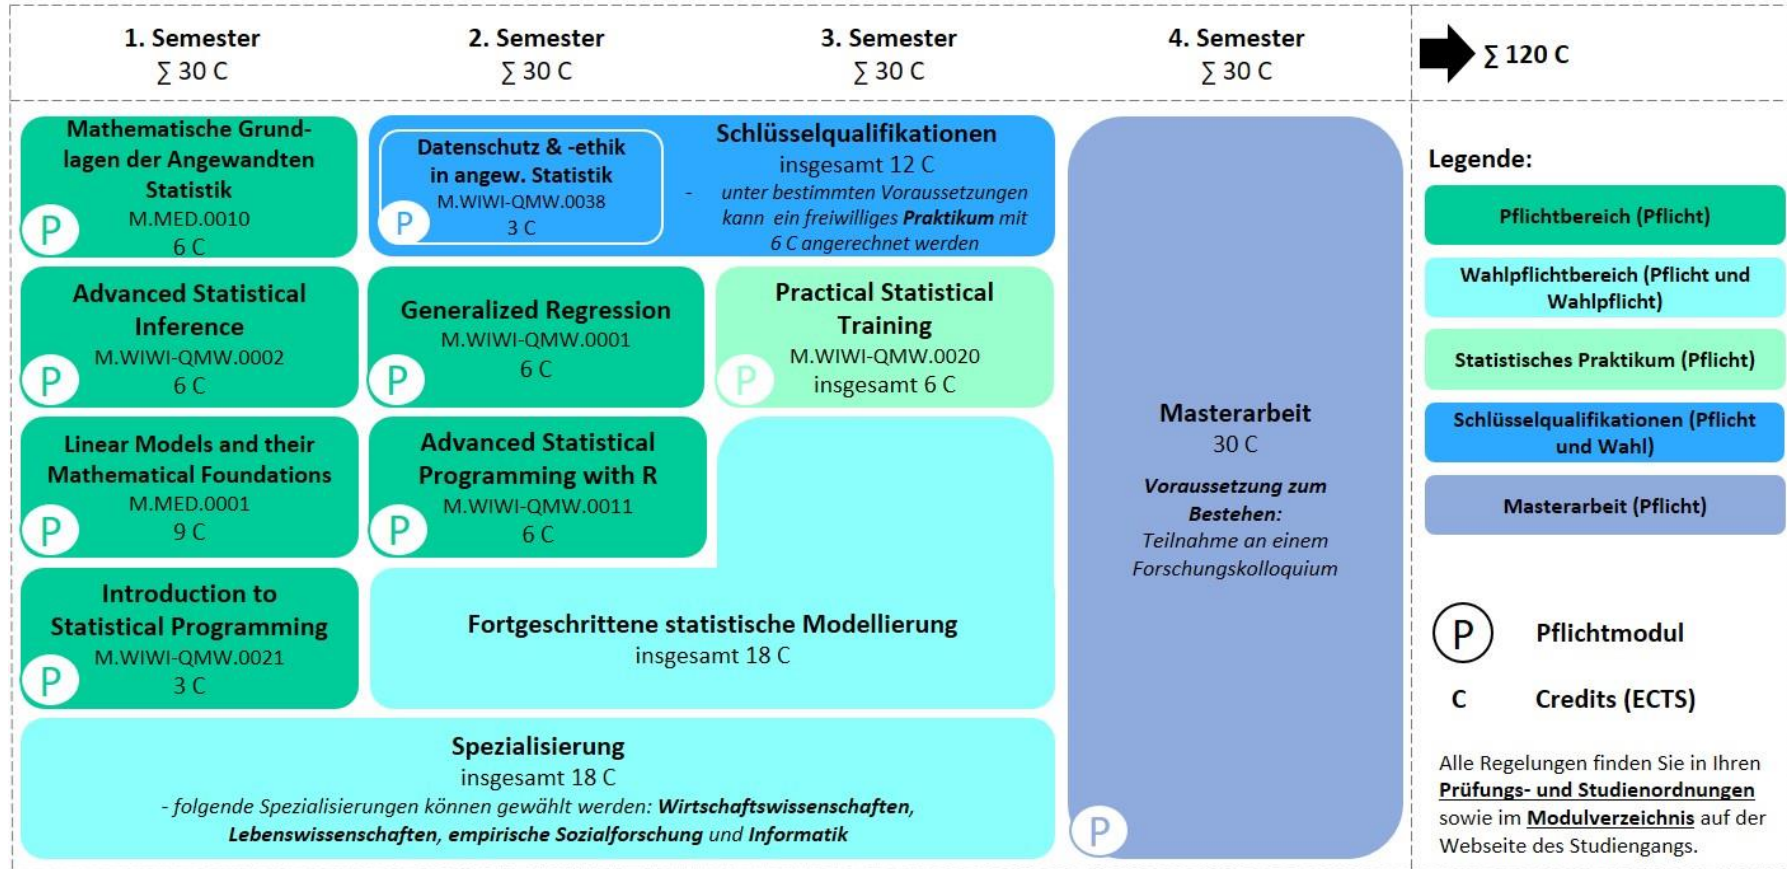 1. Semester
∑ 30 C
2. Semester
∑ 30 C
3. Semester
∑ 30 C
4. Semester
∑ 30 C
∑ 120 C
Mathematische Grund-
lagen der Angewandten
Statistik
M.MED.0010
6 C
P
Datenschutz & -ethik
in angew. Statistik
M.WIWI-QMW.0038
3 C
P
Schlüsselqualifikationen
insgesamt 12 C
- unter bestimmten Voraussetzungen
kann ein freiwilliges Praktikum mit
6 C angerechnet werden
Advanced Statistical
Inference
M.WIWI-QMW.0002
6 C
P
Generalized Regression
M.WIWI-QMW.0001
6 C
P
Practical Statistical
Training
M.WIWI-QMW.0020
insgesamt 6 C
P
Linear Models and their
Mathematical Foundations
M.MED.0001
9 C
P
Advanced Statistical
Programming with R
M.WIWI-QMW.0011
6 C
P
Introduction to
Statistical Programming
M.WIWI-QMW.0021
3 C
P
Fortgeschrittene statistische Modellierung
insgesamt 18 C
Spezialisierung
insgesamt 18 C
- folgende Spezialisierungen können gewählt werden: Wirtschaftswissenschaften,
Lebenswissenschaften, empirische Sozialforschung und Informatik
Masterarbeit
30 C
Voraussetzung zum
Bestehen:
Teilnahme an einem
Forschungskolloquium
P
Legende:
Pflichtbereich (Pflicht)
Wahlpflichtbereich (Pflicht und
Wahlpflicht)
Statistisches Praktikum (Pflicht)
Schlüsselqualifikationen (Pflicht
und Wahl)
Masterarbeit (Pflicht)
P Pflichtmodul
C Credits (ECTS)
Alle Regelungen finden Sie in Ihren
Prüfungs- und Studienordnungen
sowie im Modulverzeichnis auf der
Webseite des Studiengangs.